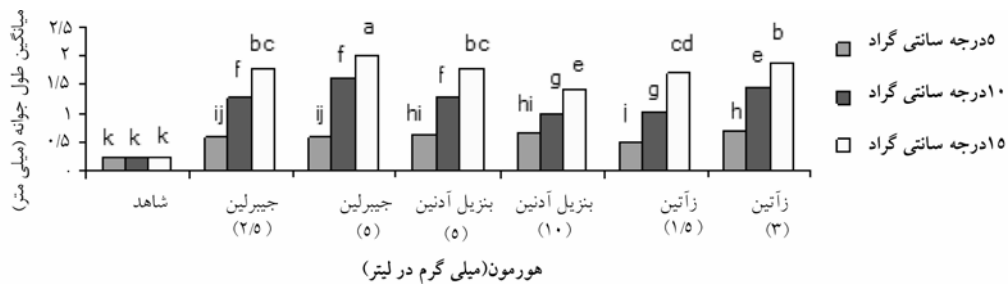 میانگین طول جوانه (میلی متر)
۲/۵
۲
۱/۵
۱
۰/۵
۰
k k k
ij f bc
ij f a
hi f bc
hi g e
j g cd
h e b
شاهد
جیبرلین
(۲/۵)
جیبرلین
(۵)
بنزیل آدنین
(۵)
بنزیل آدنین
(۱۰)
زآتین
(۱/۵)
زآتین
(۳)
هورمون(میلی گرم در لیتر)
۵درجه سانتی گراد
۱۰درجه سانتی گراد
۱۵درجه سانتی گراد